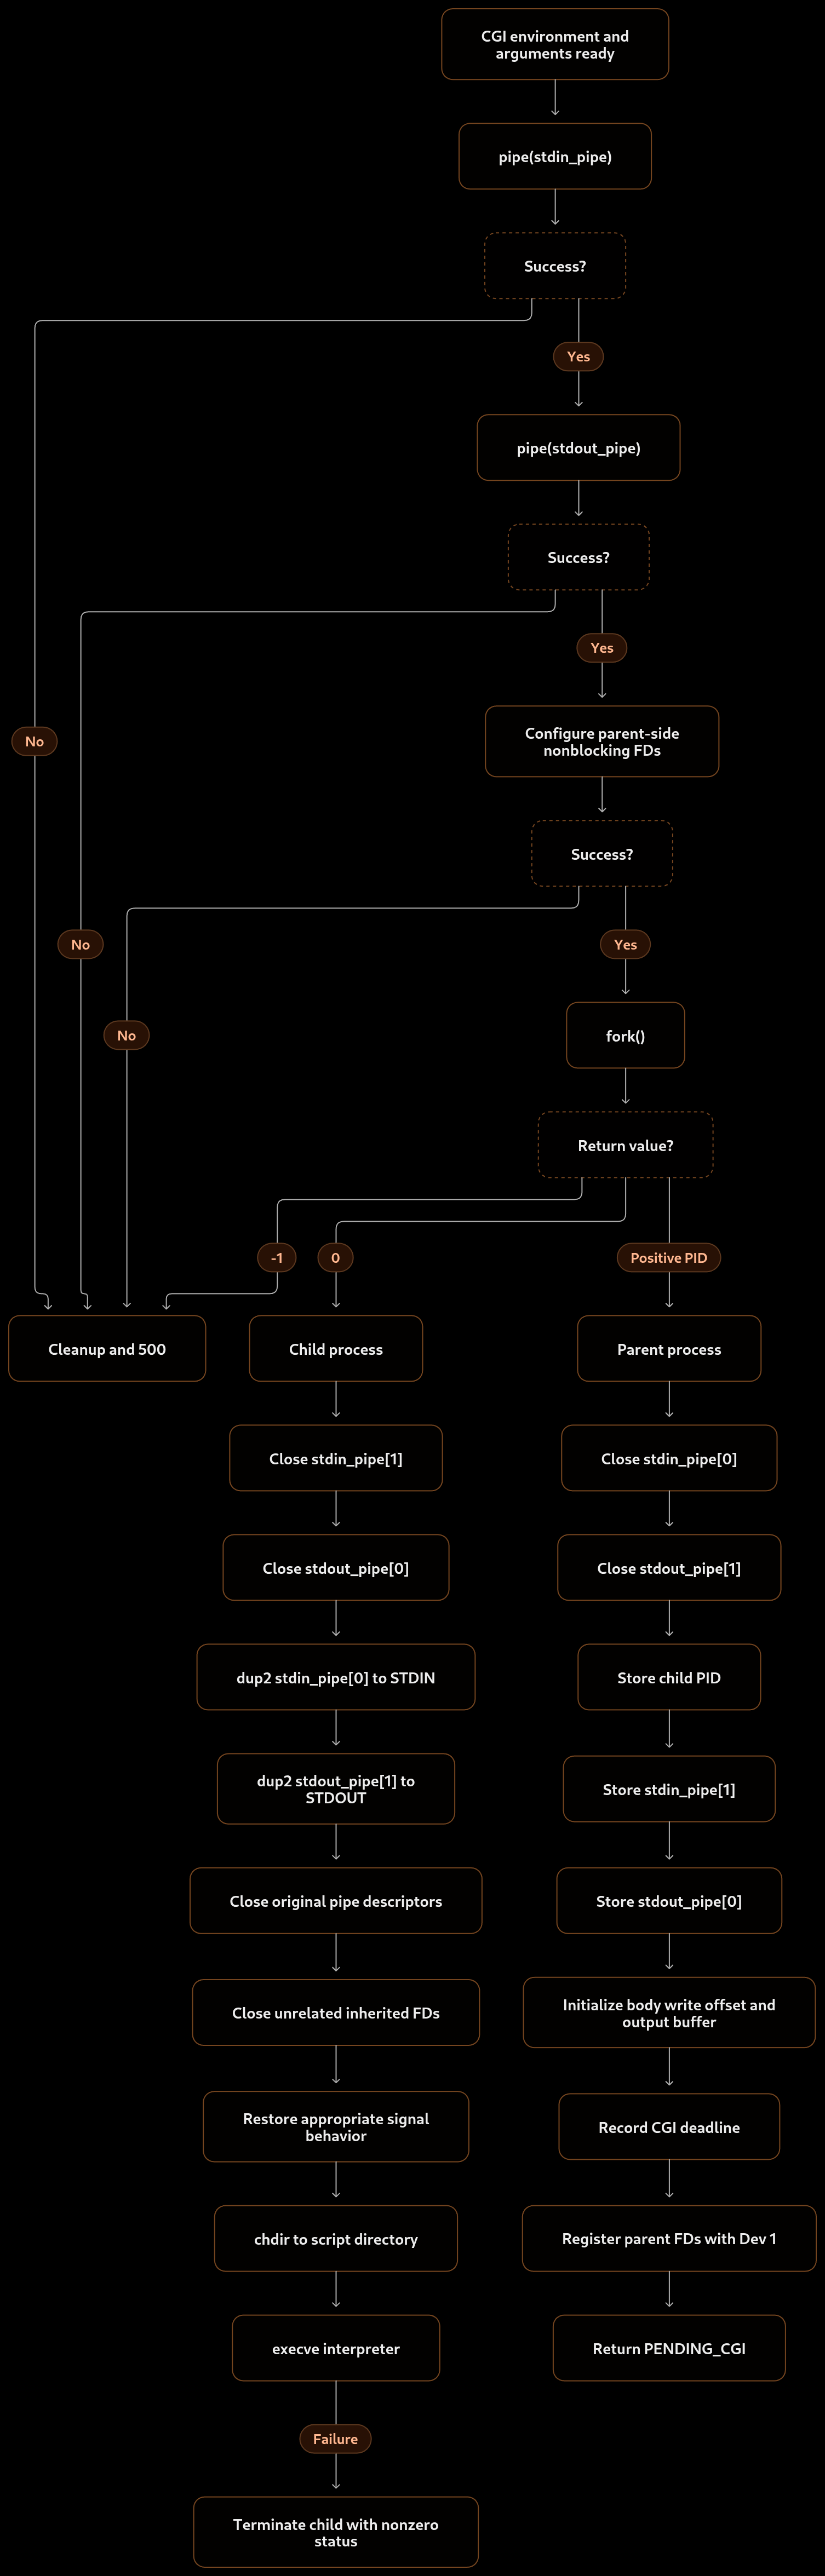 CGI environment and
arguments ready
pipe(stdin_pipe)
Success?
Yes
pipe(stdout_pipe)
Success?
Yes
No
Configure parent-side
nonblocking FDs
Success?
No
Yes
No
fork()
Return value?
-1
0
Positive PID
Cleanup and 500
Child process
Parent process
Close stdin_pipe[1]
Close stdin_pipe[0]
Close stdout_pipe[0]
Close stdout_pipe[1]
dup2 stdin_pipe[0] to STDIN
Store child PID
dup2 stdout_pipe[1] to
STDOUT
Store stdin_pipe[1]
Close original pipe descriptors
Store stdout_pipe[0]
Close unrelated inherited FDs
Initialize body write offset and
output buffer
Restore appropriate signal
behavior
Record CGI deadline
chdir to script directory
Register parent FDs with Dev 1
execve interpreter
Return PENDING_CGI
Failure
Terminate child with nonzero
status